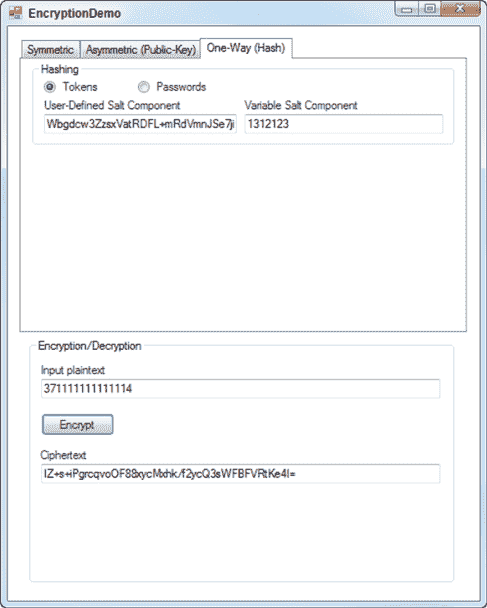 EncryptionDemo
Symmetric Asymmetric (Public-Key) One-Way (Hash)
Hashing
Tokens Passwords
User-Defined Salt Component Variable Salt Component
Wbgdcw3ZzsxVatRDFL+mRdVmnJSe7ji 1312123
Encryption/Decryption
Input plaintext
371111111111114
Encrypt
Ciphertext
IZ+s+iPgrcqvoOF88xycMxhk/f2ycQ3sWFBFVRtKe4I=